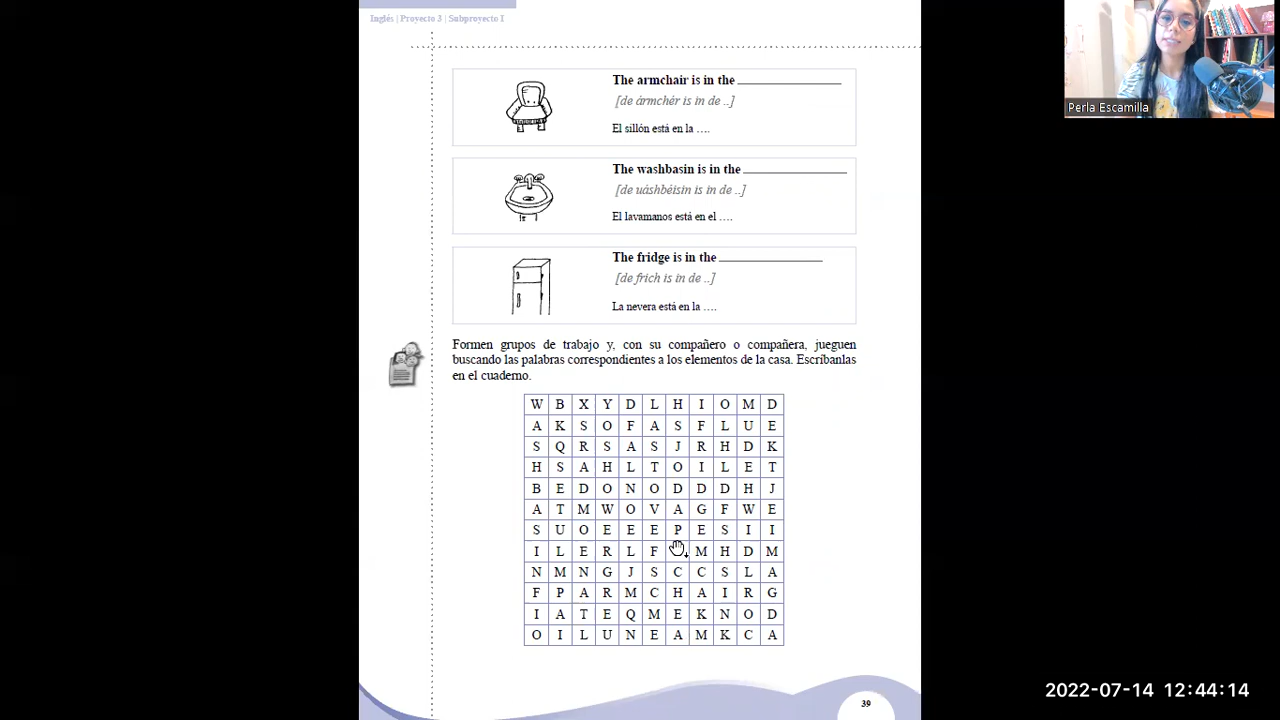 Inglés | Proyecto 3 | Subproyecto I
The armchair is in the ________________
[de ármchér is in de ..]
El sillón está en la ....
The washbasin is in the ________________
[de uáshbéisin is in de ..]
El lavamanos está en el ....
The fridge is in the ________________
[de frich is in de ..]
La nevera está en la ....
Formen grupos de trabajo y, con su compañero o compañera, jueguen
buscando las palabras correspondientes a los elementos de la casa. Escríbanlas
en el cuaderno.
W B X Y D L H I O M D
A K S O F A S F L U E
S Q R S A S J R H D K
H S A H L T O I L E T
B E D O N O D D D H J
A T M W O V A G F W E
S U O E E E P E S I I
I L E R L F M H D M
N M N G J S C C S L A
F P A R M C H A I R G
I A T E Q M E K N O D
O I L U N E A M K C A
39
Perla Escamilla
2022-07-14 12:44:14